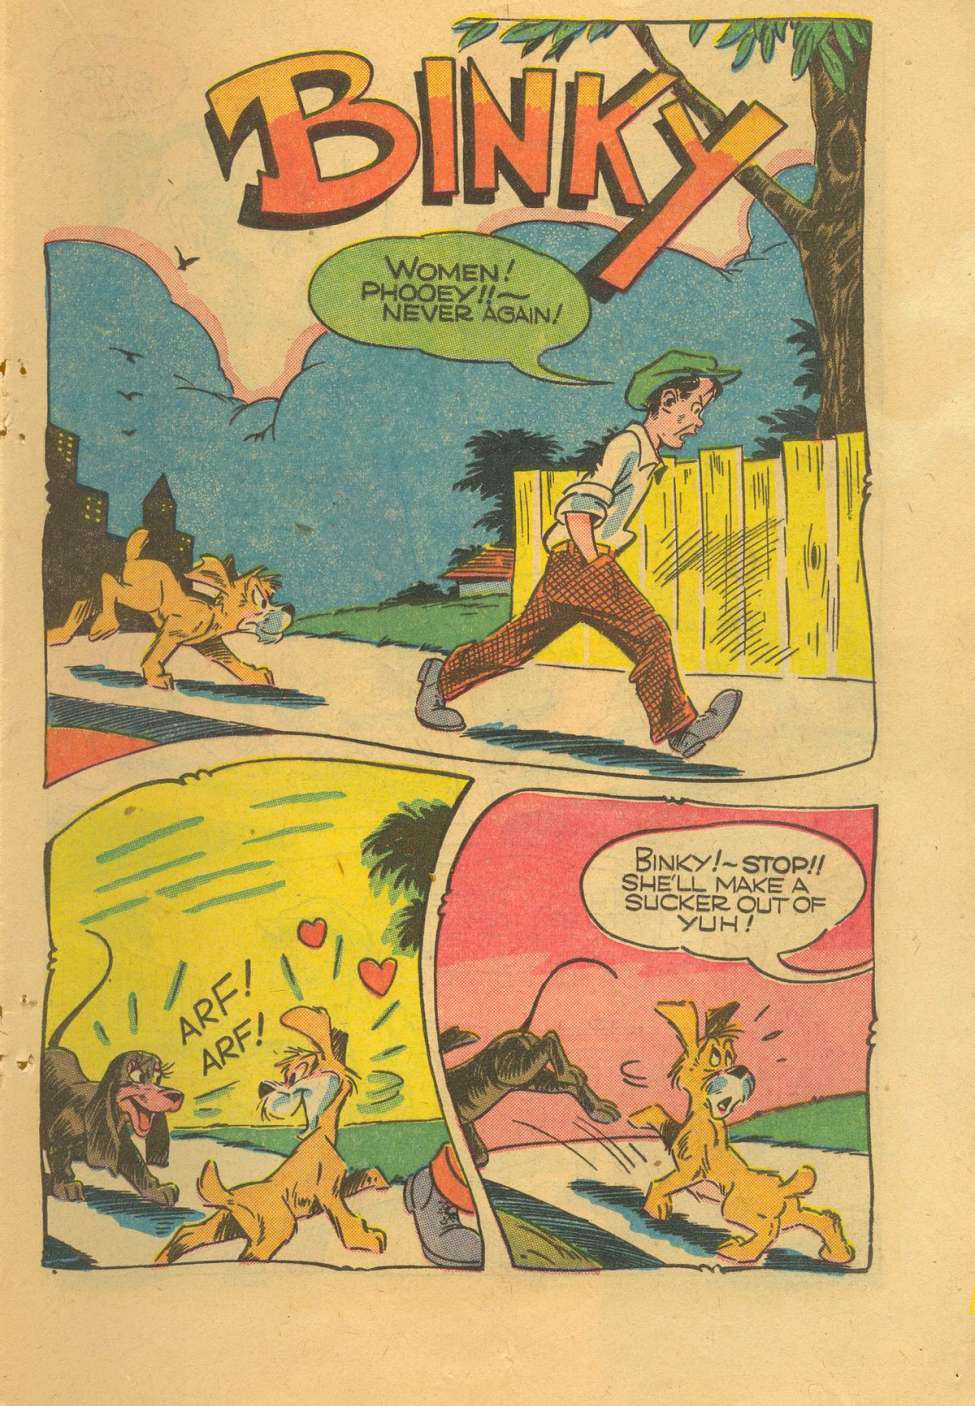 BINKY
WOMEN!
PHOOEY!!~
NEVER AGAIN!
ARF!
ARF!
BINKY!~STOP!!
SHE'LL MAKE A
SUCKER OUT OF
YUH!